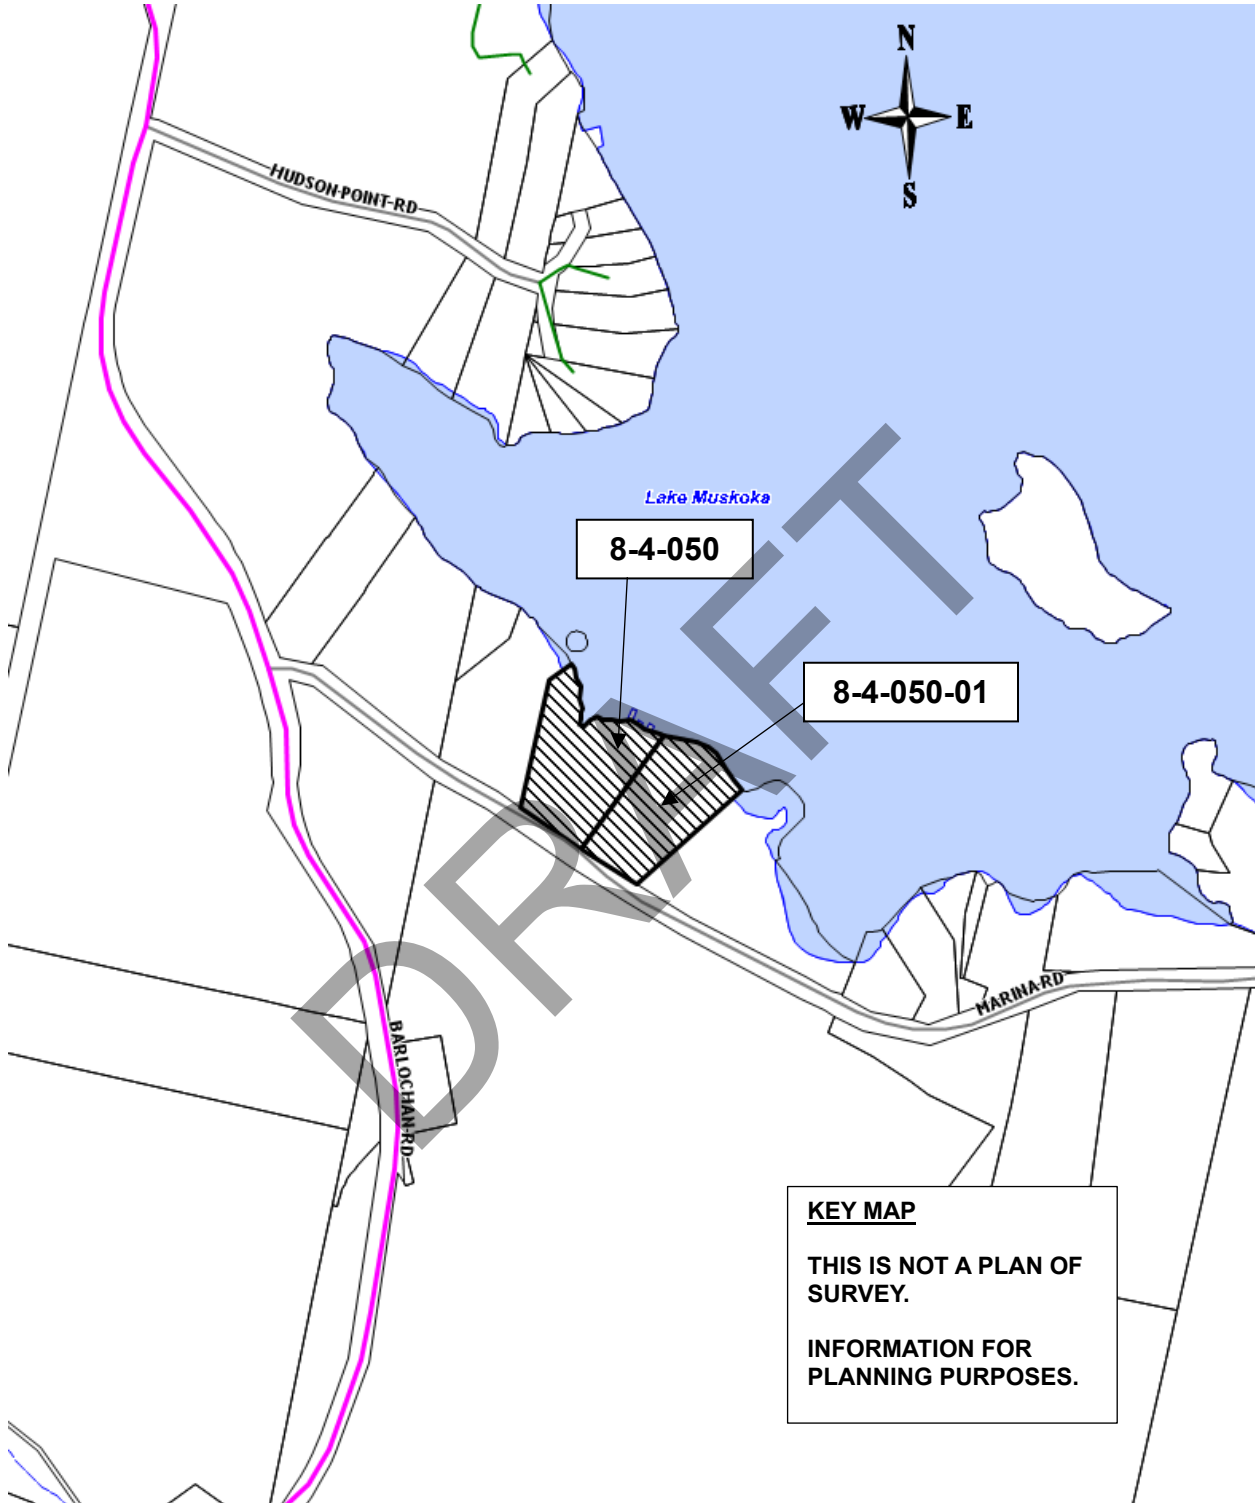 N
W E
S
HUDSON-POINT-RD
Lake Muskoka
8-4-050
8-4-050-01
DRAFT
MARINA-RD
BARLOCHAN-RD
KEY MAP
THIS IS NOT A PLAN OF
SURVEY.
INFORMATION FOR
PLANNING PURPOSES.